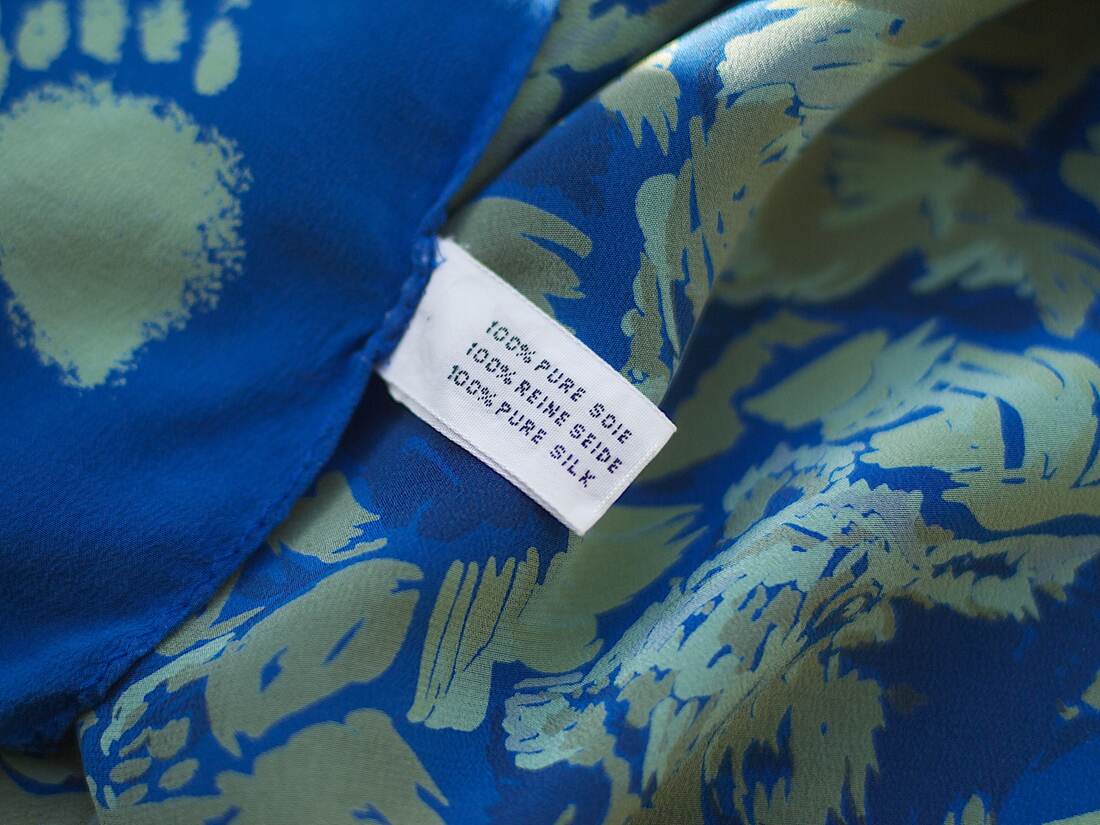 100% PURE SOIE
100% REINE SEIDE
100% PURE SILK